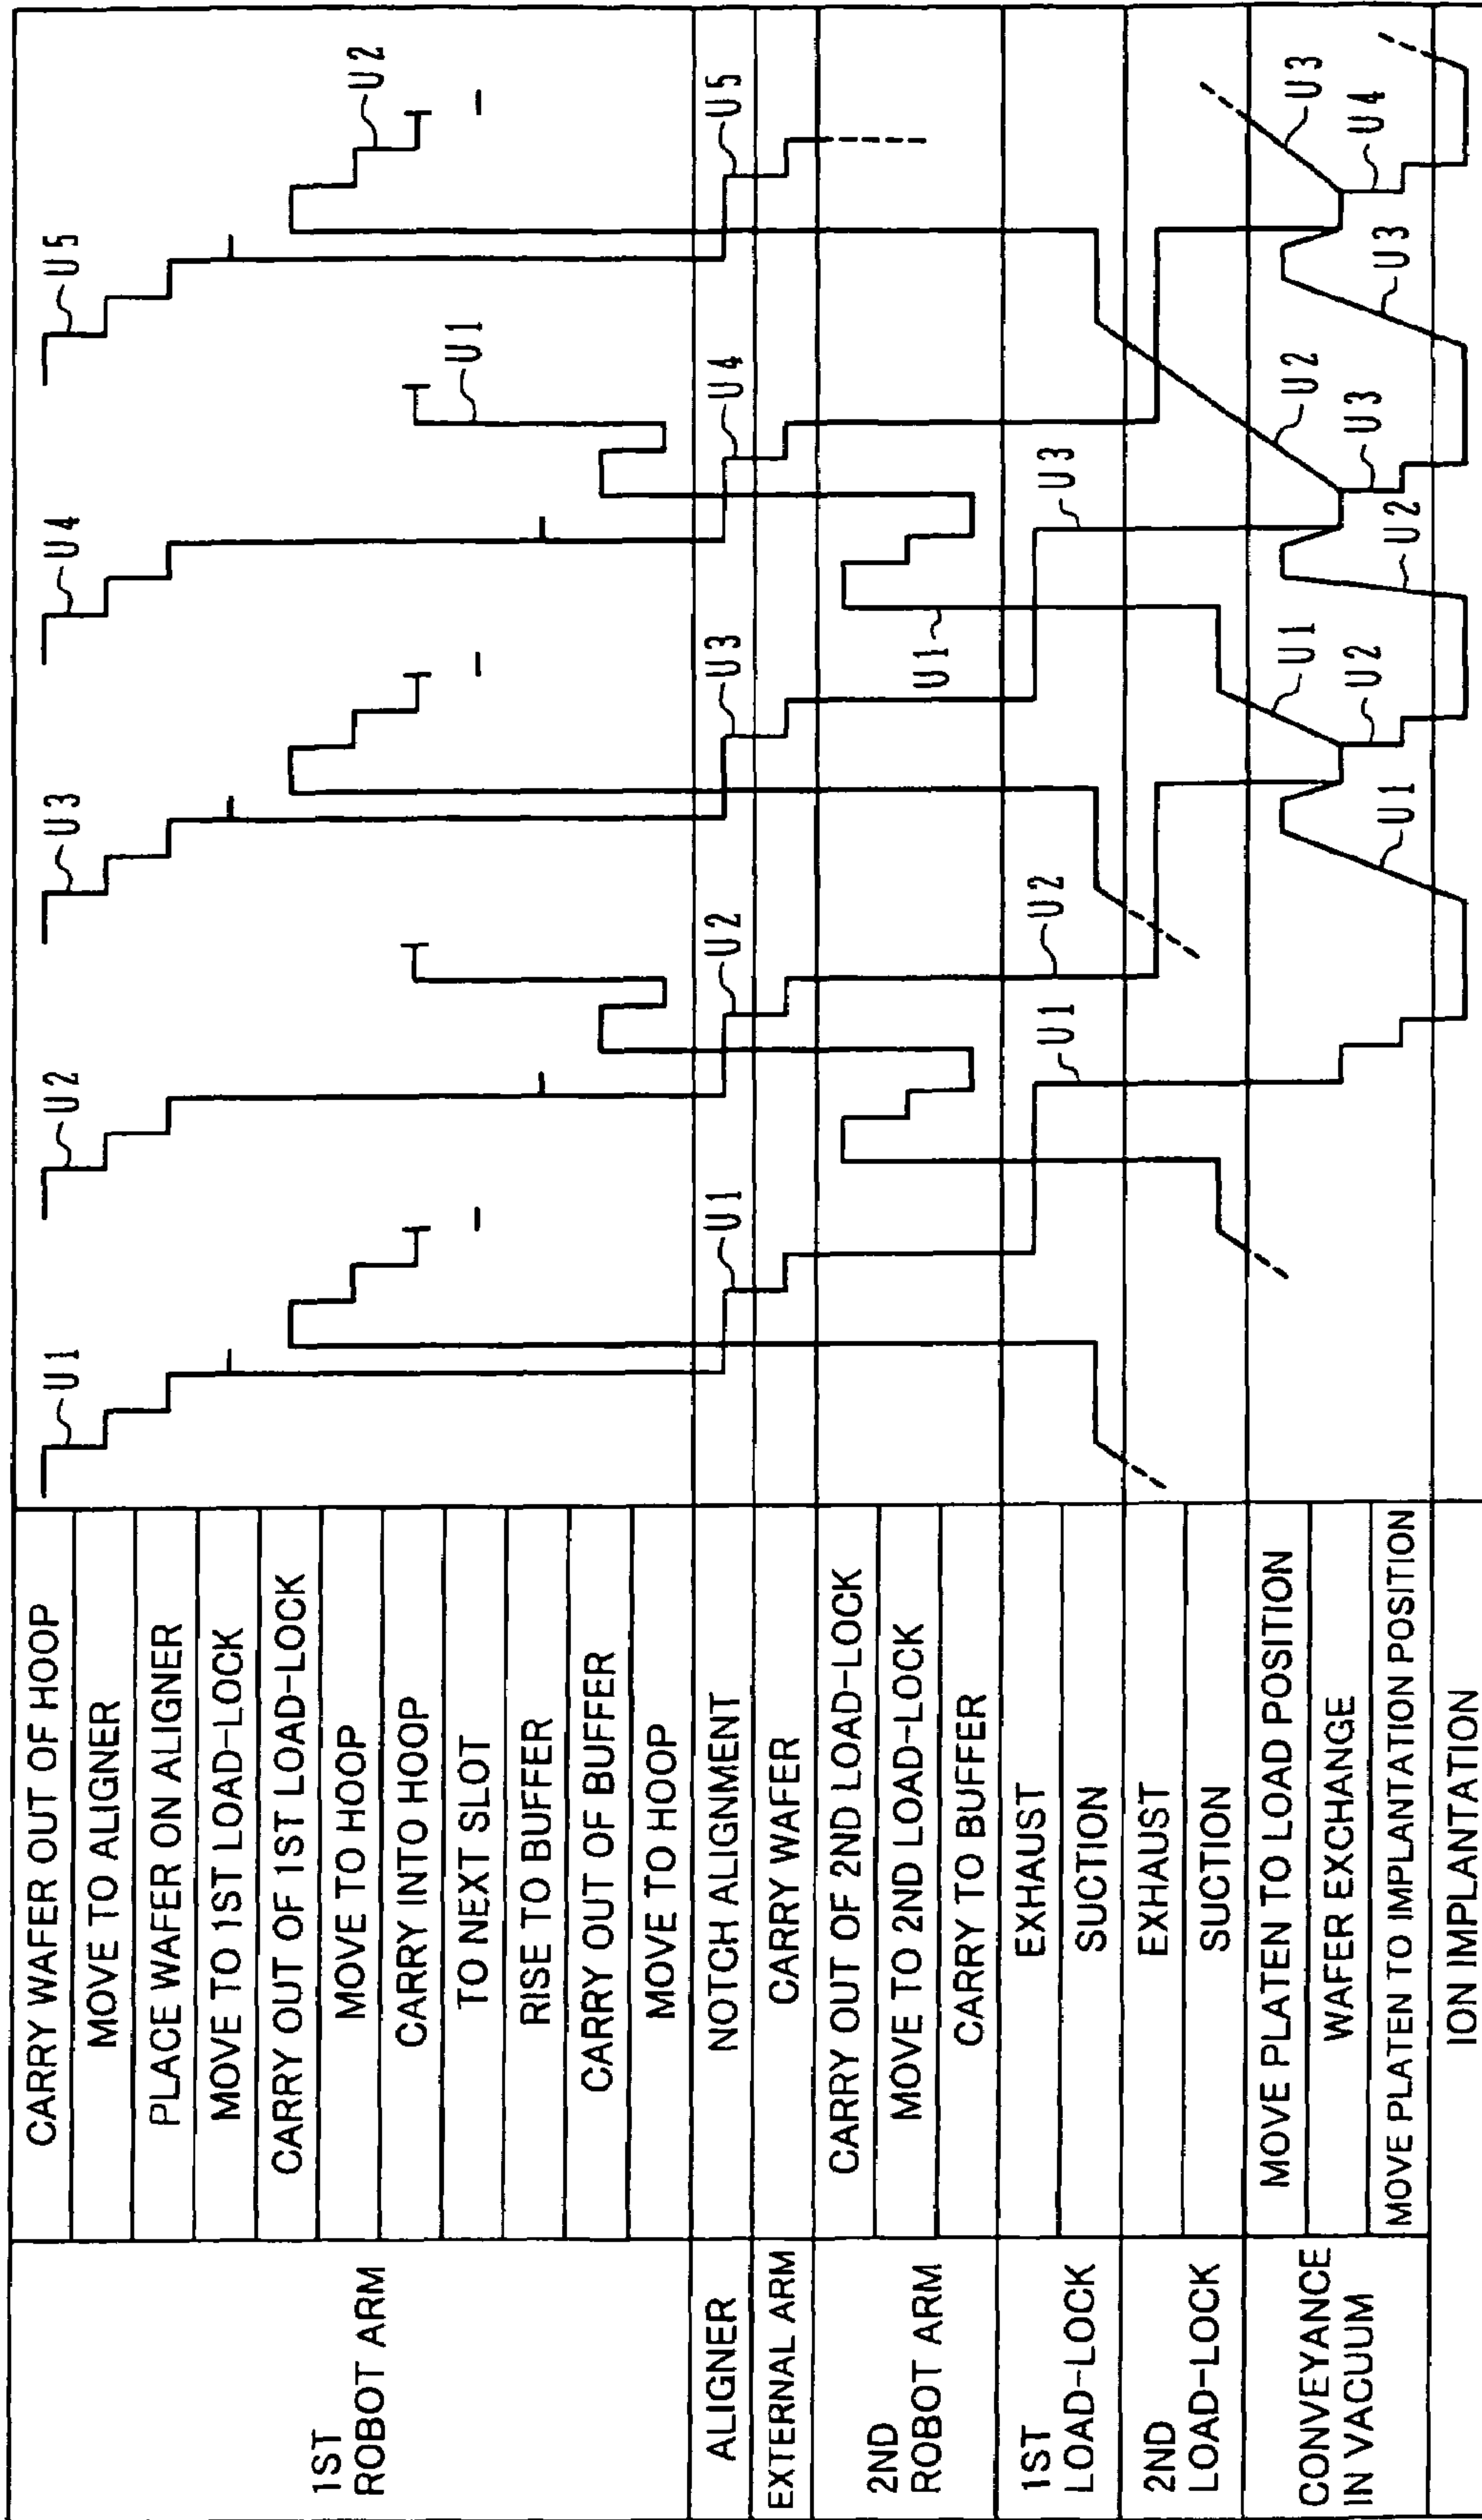 1ST
ROBOT ARM
CARRY WAFER OUT OF HOOP
MOVE TO ALIGNER
PLACE WAFER ON ALIGNER
MOVE TO 1ST LOAD-LOCK
CARRY OUT OF 1ST LOAD-LOCK
MOVE TO HOOP
CARRY INTO HOOP
TO NEXT SLOT
RISE TO BUFFER
CARRY OUT OF BUFFER
MOVE TO HOOP
ALIGNER
NOTCH ALIGNMENT
EXTERNAL ARM
CARRY WAFER
2ND
ROBOT ARM
CARRY OUT OF 2ND LOAD-LOCK
MOVE TO 2ND LOAD-LOCK
CARRY TO BUFFER
1ST
LOAD-LOCK
EXHAUST
SUCTION
2ND
LOAD-LOCK
EXHAUST
SUCTION
CONVEYANCE
IN VACUUM
MOVE PLATEN TO LOAD POSITION
WAFER EXCHANGE
MOVE PLATEN TO IMPLANTATION POSITION
ION IMPLANTATION
U1
U2
U3
U4
U5
U1
U2
U1
U2
U3
U4
U5
U1
U2
U1
U3
U1
U2
U3
U2
U3
U4
U1
U2
U3